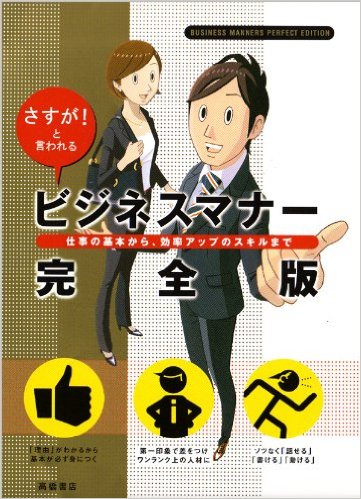 BUSINESS MANNERS PERFECT EDITION
さすが!
と
言われる
ビジネスマナー
仕事の基本から、効率アップのスキルまで
完全版
「理由」がわかるから
基本が必ず身につく
第一印象で差をつけ
ワンランク上の人材に
ソツなく「話せる」
「書ける」「動ける」
高橋書店